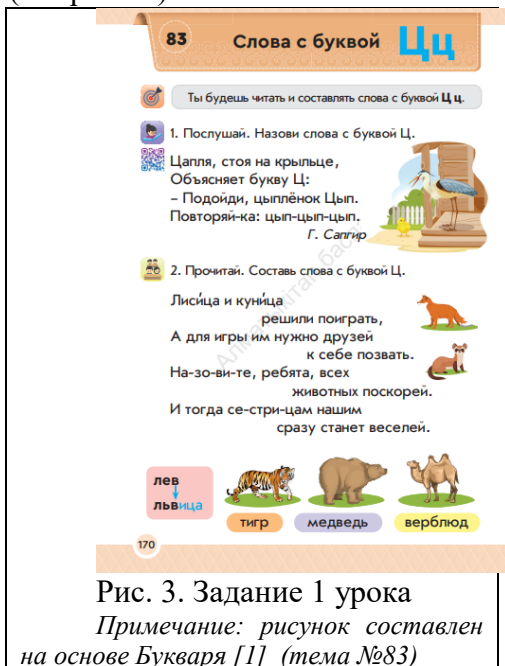 83
Слова с буквой Цц
Ты будешь читать и составлять слова с буквой Ц ц.
1. Послушай. Назови слова с буквой Ц.
Цапля, стоя на крыльце,
Объясняет букву Ц:
– Подойди, цыплёнок Цып.
Повторяй-ка: цып-цып-цып.
Г. Сапгир
2. Прочитай. Составь слова с буквой Ц.
Лиси́ца и куни́ца
решили поиграть,
А для игры им нужно друзей
к себе позвать.
На-зо-ви-те, ребята, всех
животных поскорей.
И тогда се-стри-цам нашим
сразу станет веселей.
лев
львица
тигр
медведь
верблюд
170
Рис. 3. Задание 1 урока
Примечание: рисунок составлен
на основе Букваря [1] (тема №83)